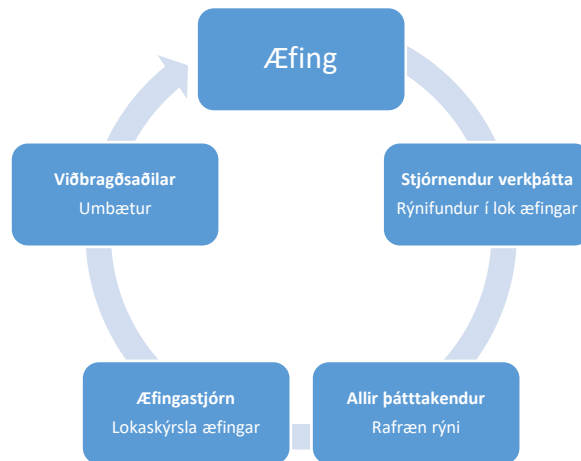 Æfing
Stjórnendur verkþátta
Rýnifundur í lok æfingar
Allir þátttakendur
Rafræn rýni
Æfingastjórn
Lokaskýrsla æfingar
Viðbragðsaðilar
Umbætur